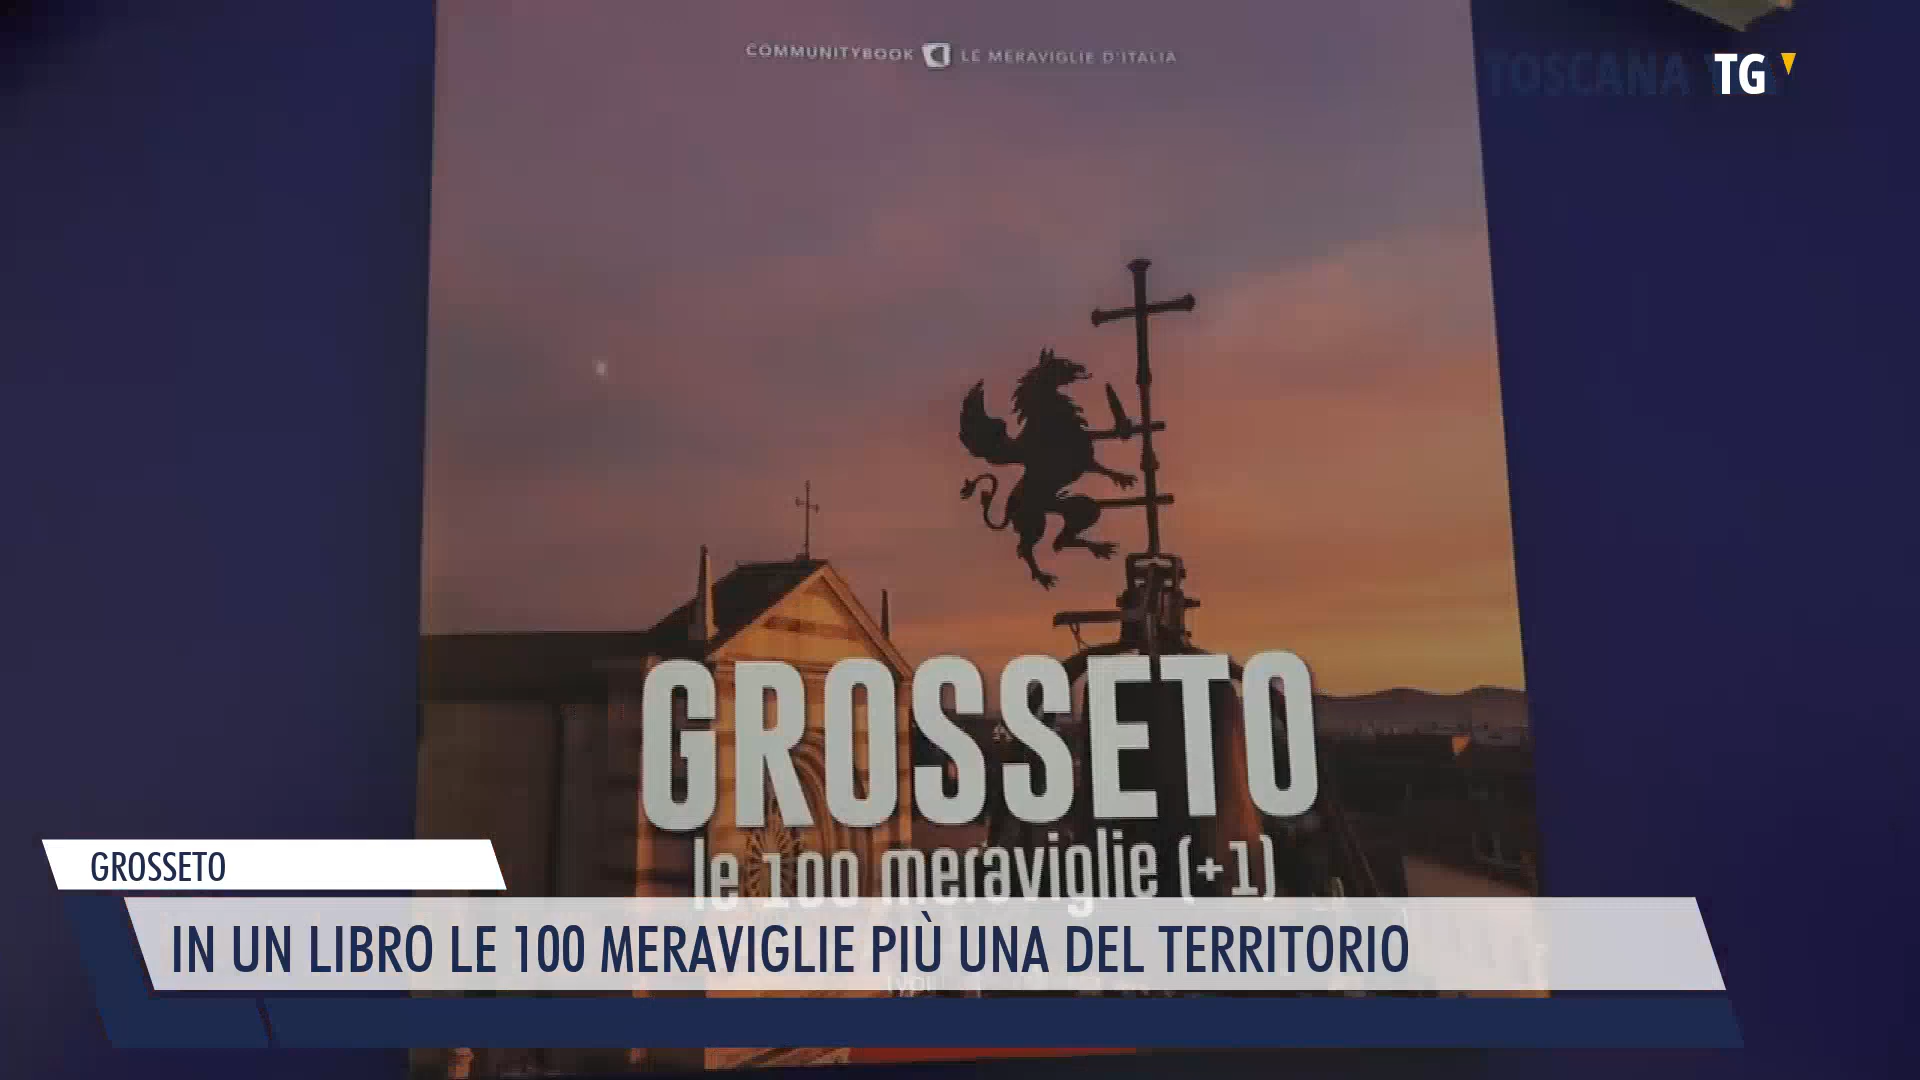 COMMUNITYBOOK LE MERAVIGLIE D'ITALIA
TOSCANA TG
GROSSETO
le 100 meraviglie (+1)
GROSSETO
IN UN LIBRO LE 100 MERAVIGLIE PIÙ UNA DEL TERRITORIO